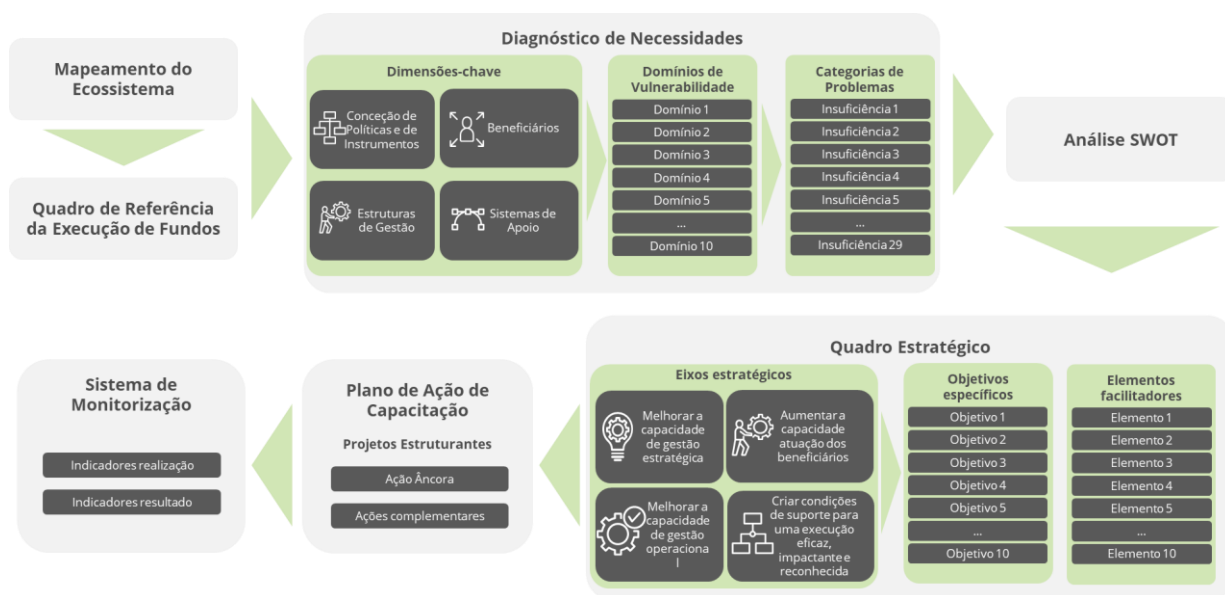 Mapeamento do
Ecossistema
Quadro de Referência
da Execução de Fundos
Diagnóstico de Necessidades
Dimensões-chave
Conceção de
Políticas e de
Instrumentos
Beneficiários
Estruturas
de Gestão
Sistemas de
Apoio
Domínios de
Vulnerabilidade
Domínio 1
Domínio 2
Domínio 3
Domínio 4
Domínio 5
...
Domínio 10
Categorias de
Problemas
Insuficiência 1
Insuficiência 2
Insuficiência 3
Insuficiência 4
Insuficiência 5
...
Insuficiência 29
Análise SWOT
Quadro Estratégico
Eixos estratégicos
Melhorar a
capacidade
de gestão
estratégica
Aumentar a
capacidade
atuação dos
beneficiários
Melhorar a
capacidade
de gestão
operaciona
l
Criar condições
de suporte para
uma execução
eficaz,
impactante e
reconhecida
Objetivos
específicos
Objetivo 1
Objetivo 2
Objetivo 3
Objetivo 4
Objetivo 5
...
Objetivo 10
Elementos
facilitadores
Elemento 1
Elemento 2
Elemento 3
Elemento 4
Elemento 5
...
Elemento 10
Plano de Ação de
Capacitação
Projetos Estruturantes
Ação Âncora
Ações complementares
Sistema de
Monitorização
Indicadores realização
Indicadores resultado